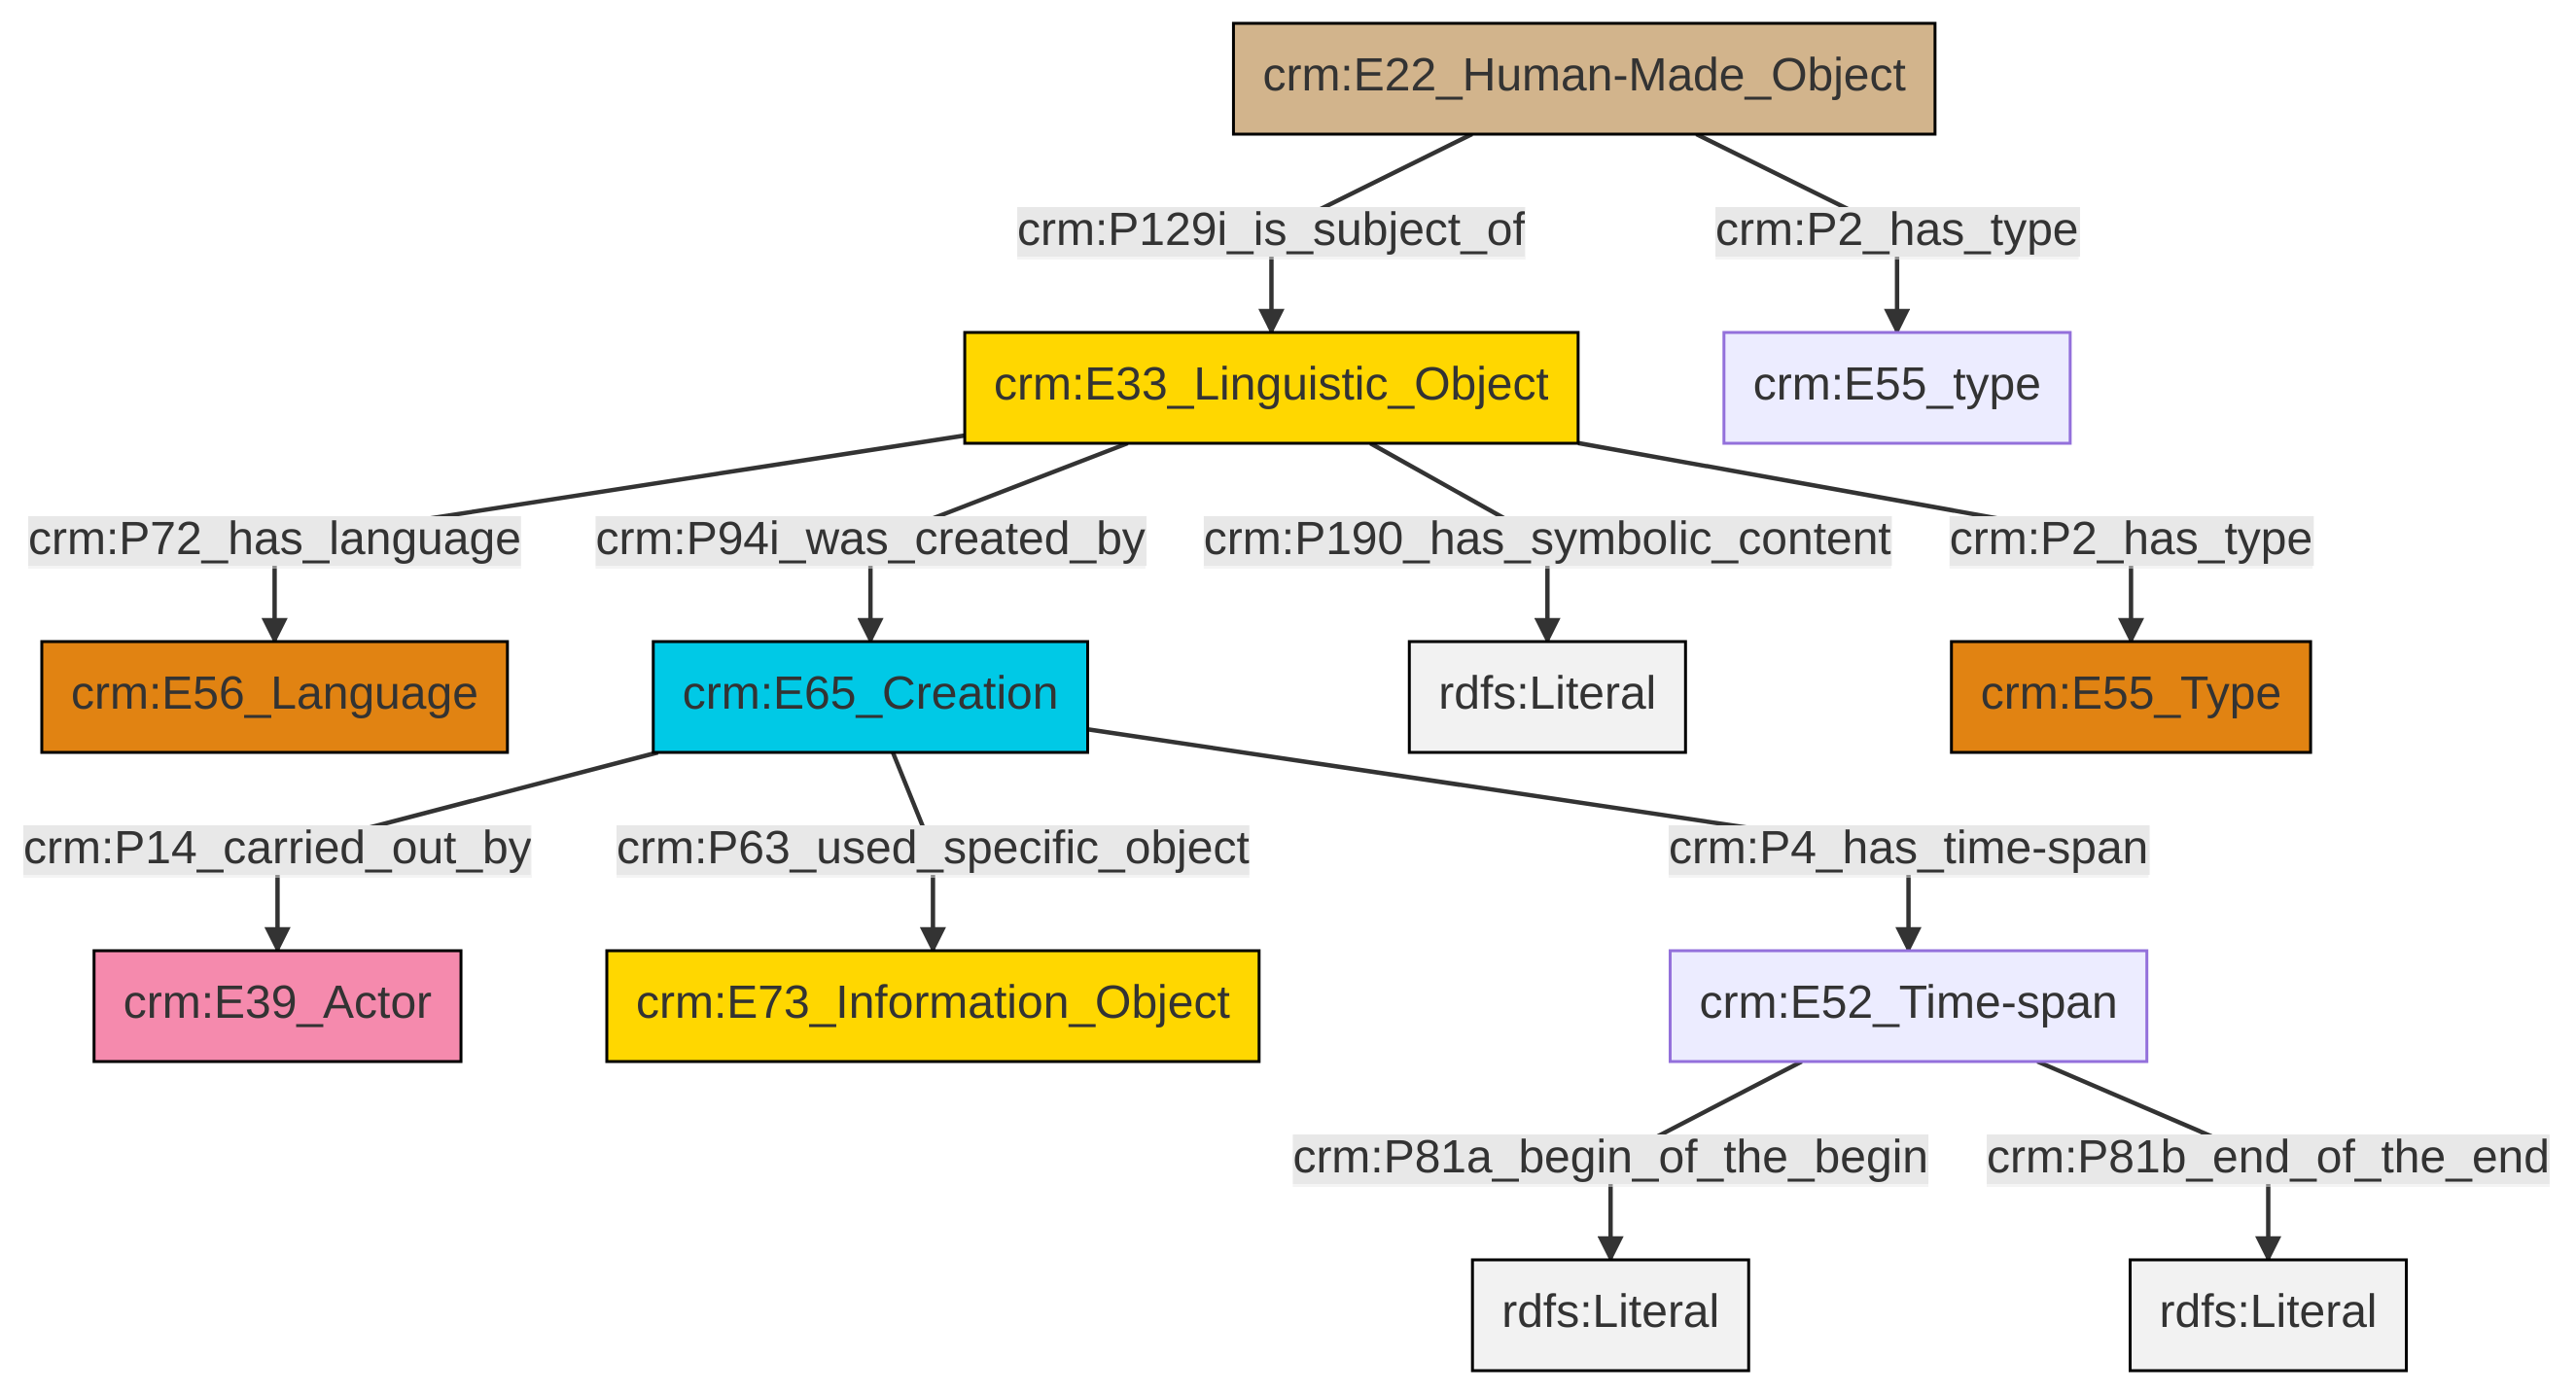 crm:E22_Human-Made_Object
crm:P129i_is_subject_of
crm:P2_has_type
crm:E33_Linguistic_Object
crm:E55_type
crm:P72_has_language
crm:P94i_was_created_by
crm:P190_has_symbolic_content
crm:P2_has_type
crm:E56_Language
crm:E65_Creation
rdfs:Literal
crm:E55_Type
crm:P14_carried_out_by
crm:P63_used_specific_object
crm:P4_has_time-span
crm:E39_Actor
crm:E73_Information_Object
crm:E52_Time-span
crm:P81a_begin_of_the_begin
crm:P81b_end_of_the_end
rdfs:Literal
rdfs:Literal